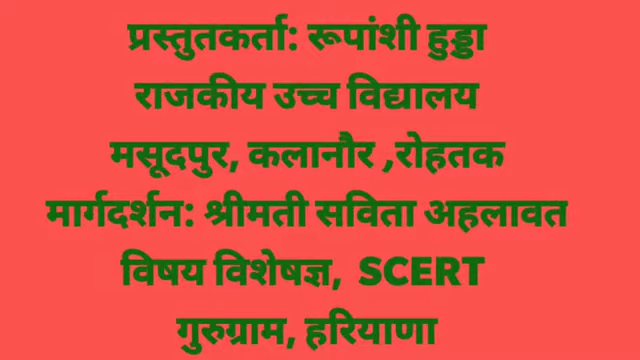 प्रस्तुतकर्ता: रूपांशी हुड्डा
राजकीय उच्च विद्यालय
मसूदपुर, कलानौर ,रोहतक
मार्गदर्शन: श्रीमती सविता अहलावत
विषय विशेषज्ञ, SCERT
गुरुग्राम, हरियाणा